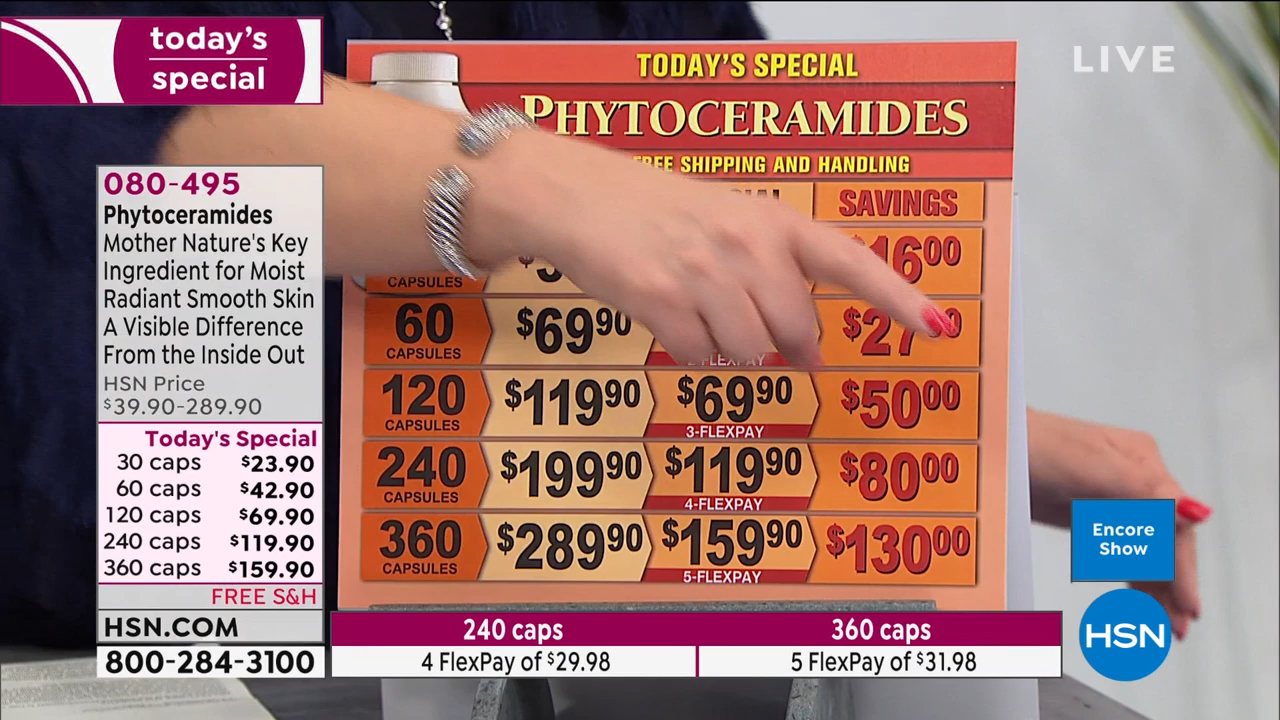 today's
special
LIVE
TODAY'S SPECIAL
PHYTOCERAMIDES
FREE SHIPPING AND HANDLING
SAVINGS
CAPSULES
60
CAPSULES
$69.90
2-FLEXPAY
120
CAPSULES
$119.90
$69.90
3-FLEXPAY
$50.00
240
CAPSULES
$199.90
$119.90
4-FLEXPAY
$80.00
360
CAPSULES
$289.90
$159.90
5-FLEXPAY
$130.00
080-495
Phytoceramides
Mother Nature's Key
Ingredient for Moist
Radiant Smooth Skin
A Visible Difference
From the Inside Out
HSN Price
$39.90-289.90
Today's Special
30 caps $23.90
60 caps $42.90
120 caps $69.90
240 caps $119.90
360 caps $159.90
FREE S&H
HSN.COM
800-284-3100
240 caps 360 caps
4 FlexPay of $29.98 5 FlexPay of $31.98
Encore
Show
HSN